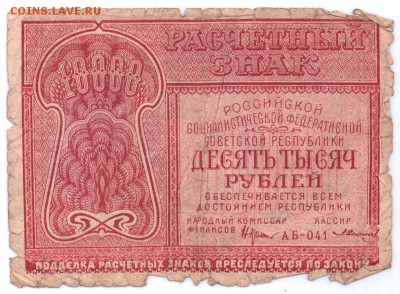 COINS.LAVE.RU
РАСЧЕТНЫЙ
ЗНАК
10000
РОССИЙСКОЙ
СОЦИАЛИСТИЧЕСКОЙ ФЕДЕРАТИВНОЙ
СОВЕТСКОЙ РЕСПУБЛИКИ
ДЕСЯТЬ ТЫСЯЧ
РУБЛЕЙ
ОБЕСПЕЧИВАЕТСЯ ВСЕМ
ДОСТОЯНИЕМ РЕСПУБЛИКИ
НАРОДНЫЙ КОМИССАР КАССИР
ФИНАНСОВ АБ-041
ПОДДЕЛКА РАСЧЕТНЫХ ЗНАКОВ ПРЕСЛЕДУЕТСЯ ПО ЗАКОНУ